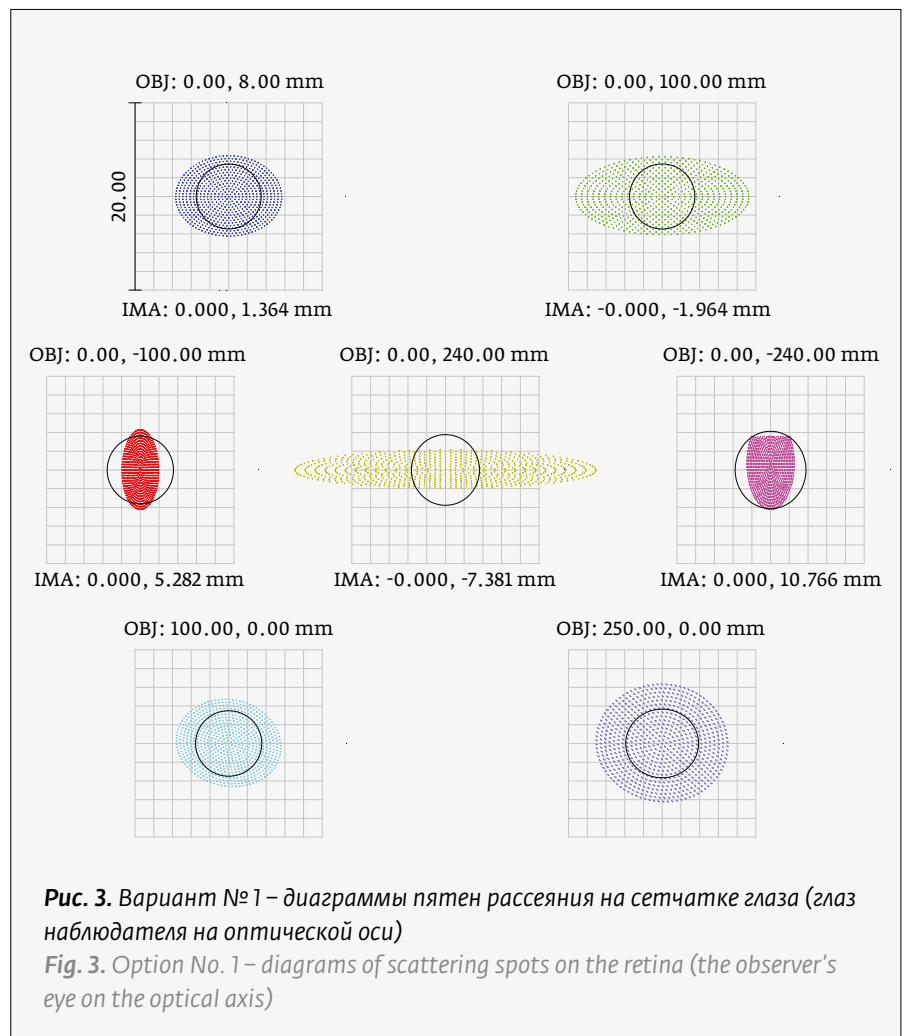 OBJ: 0.00, 8.00 mm
OBJ: 0.00, 100.00 mm
20.00
IMA: 0.000, 1.364 mm
IMA: -0.000, -1.964 mm
OBJ: 0.00, -100.00 mm
OBJ: 0.00, 240.00 mm
OBJ: 0.00, -240.00 mm
IMA: 0.000, 5.282 mm
IMA: -0.000, -7.381 mm
IMA: 0.000, 10.766 mm
OBJ: 100.00, 0.00 mm
OBJ: 250.00, 0.00 mm
Рис. 3. Вариант № 1 – диаграммы пятен рассеяния на сетчатке глаза (глаз
наблюдателя на оптической оси)
Fig. 3. Option No. 1 – diagrams of scattering spots on the retina (the observer's
eye on the optical axis)